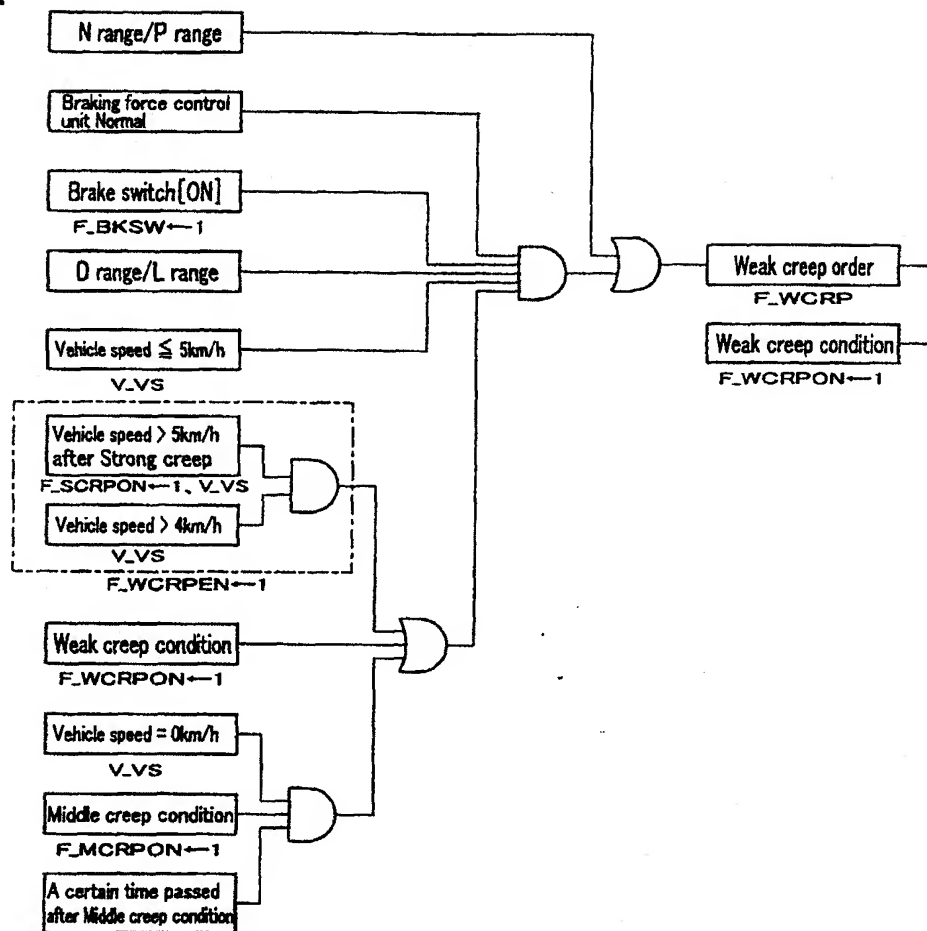 N range/P range
Braking force control
unit Normal
Brake switch[ON]
F_BKSW←1
D range/L range
Vehicle speed ≦ 5km/h
V_VS
Vehicle speed > 5km/h
after Strong creep
F_SCRPON←1、V_VS
Vehicle speed > 4km/h
V_VS
F_WCRPEN←1
Weak creep condition
F_WCRPON←1
Vehicle speed = 0km/h
V_VS
Middle creep condition
F_MCRPON←1
A certain time passed
after Middle creep condition
Weak creep order
F_WCRP
Weak creep condition
F_WCRPON←1